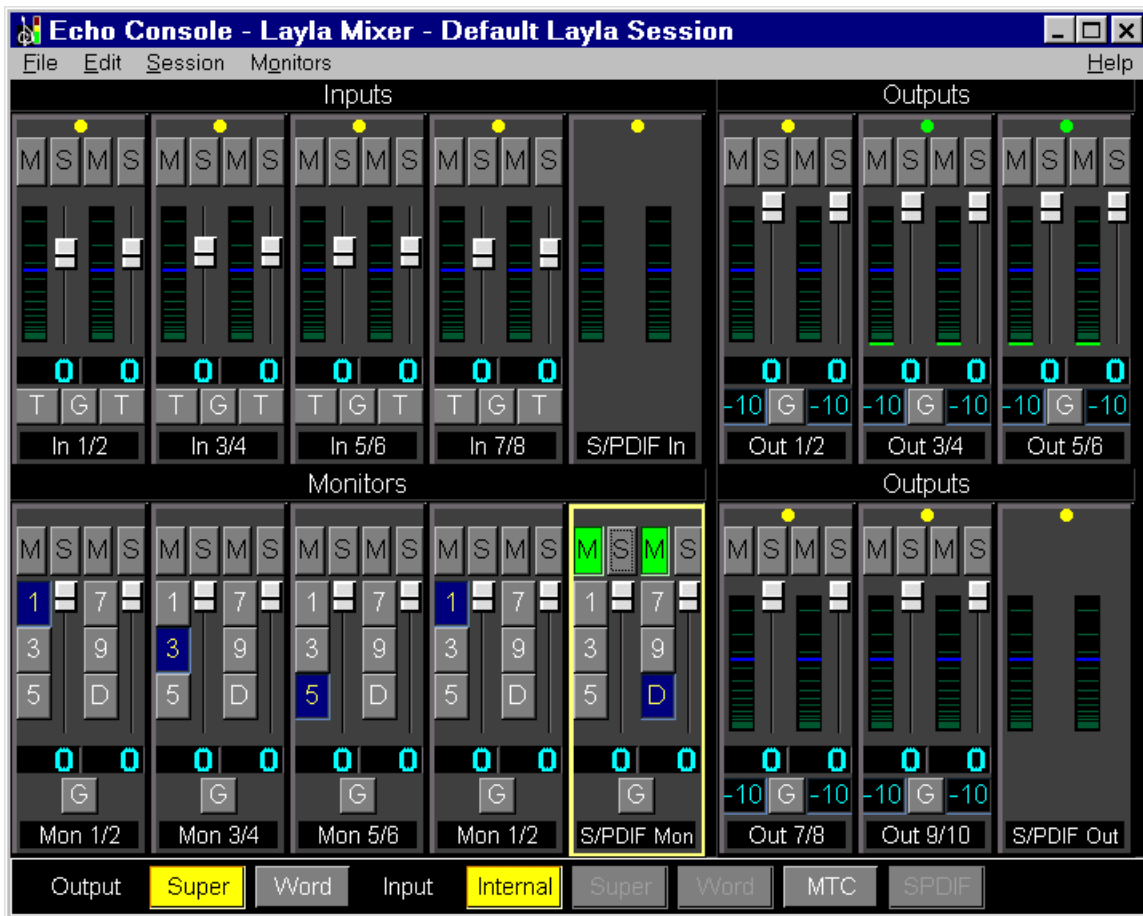 Echo Console - Layla Mixer - Default Layla Session
File Edit Session Monitors Help
Inputs Outputs
M S M S M S M S M S M S M S M S M S M S M S M S M S M S
0 0 0 0 0 0 0 0 0 0 0 0 0 0
T G T T G T T G T T G T -10 G -10 -10 G -10 -10 G -10
In 1/2 In 3/4 In 5/6 In 7/8 S/PDIF In Out 1/2 Out 3/4 Out 5/6
Monitors Outputs
M S M S M S M S M S M S M S M S M S M S M S M S M S M S
1 7 1 7 1 7 1 7 1 7
3 9 3 9 3 9 3 9 3 9
5 D 5 D 5 D 5 D 5 D
0 0 0 0 0 0 0 0 0 0 0 0 0 0
G G G G G -10 G -10 -10 G -10
Mon 1/2 Mon 3/4 Mon 5/6 Mon 1/2 S/PDIF Mon Out 7/8 Out 9/10 S/PDIF Out
Output Super Word Input Internal Super Word MTC SPDIF